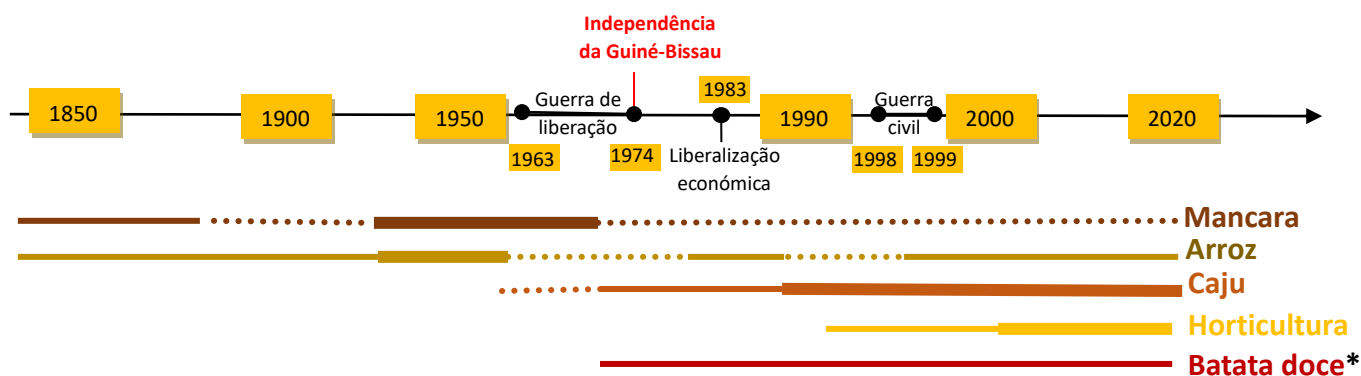 Independência
da Guiné-Bissau
1983
1850
1900
1950
Guerra de
liberação
1990
Guerra
civil
2000
2020
1963
1974
Liberalização
económica
1998
1999
Mancara
Arroz
Caju
Horticultura
Batata doce*